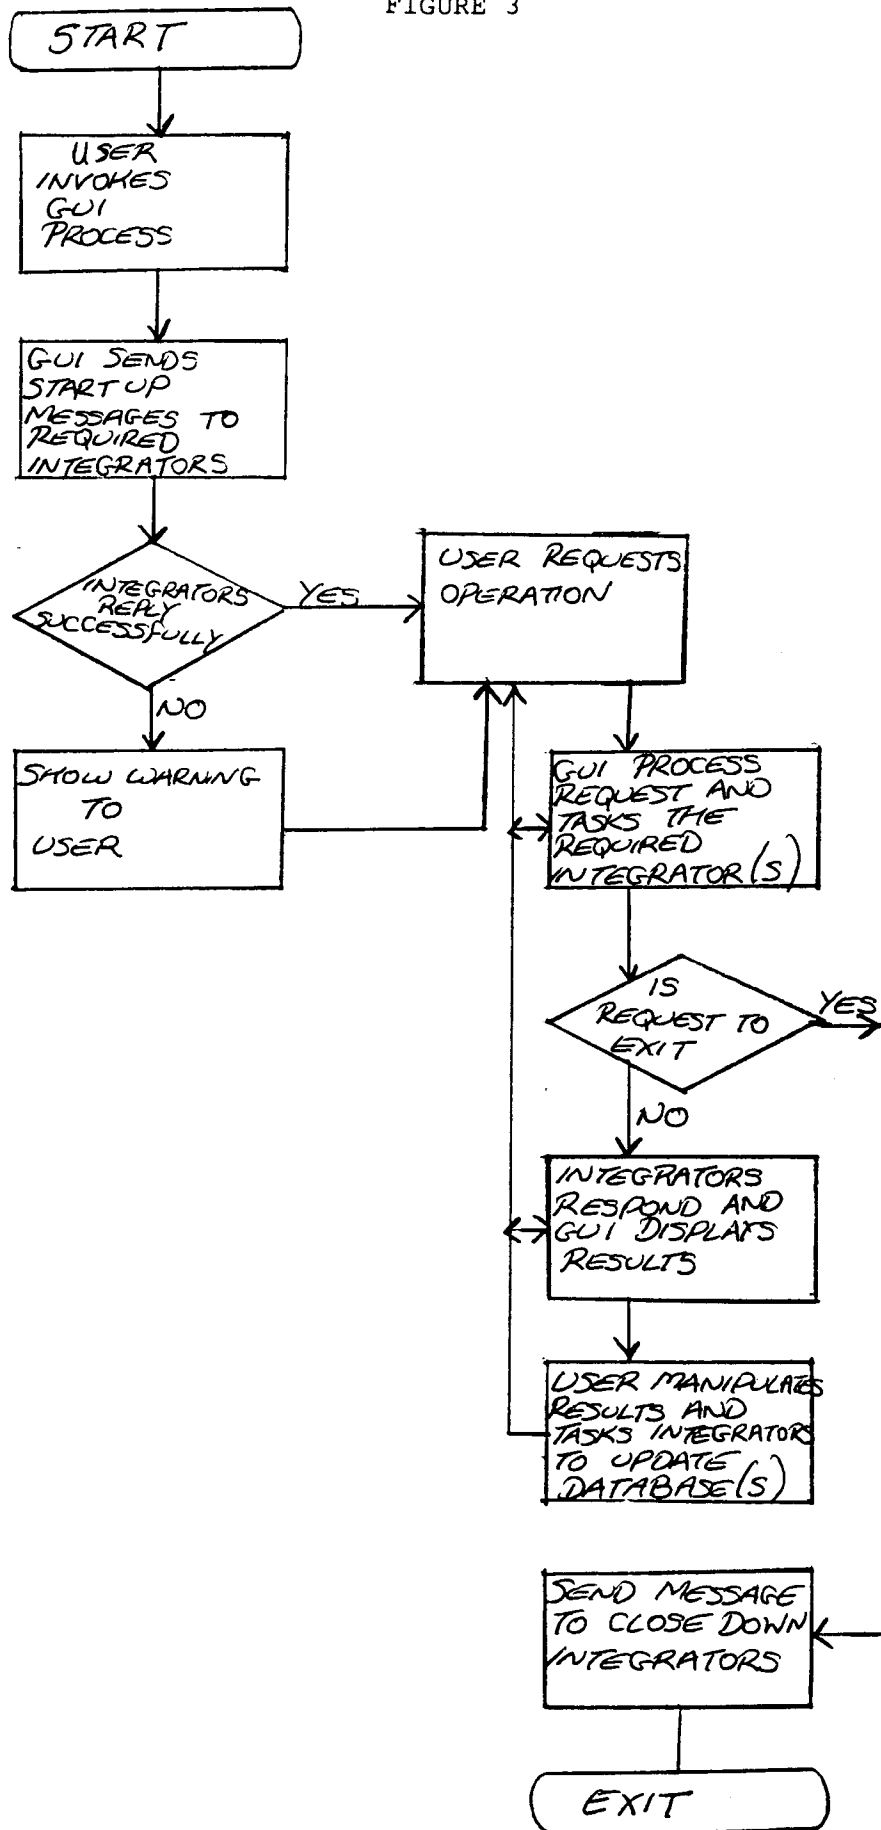 FIGURE 3
START
USER
INVOKES
GUI
PROCESS
GUI SENDS
START UP
MESSAGES TO
REQUIRED
INTEGRATORS
INTEGRATORS
REPLY
SUCCESSFULLY
YES
NO
SHOW WARNING
TO
USER
USER REQUESTS
OPERATION
GUI PROCESS
REQUEST AND
TASKS THE
REQUIRED
INTEGRATOR(S)
IS
REQUEST TO
EXIT
YES
NO
INTEGRATORS
RESPOND AND
GUI DISPLAYS
RESULTS
USER MANIPULATES
RESULTS AND
TASKS INTEGRATORS
TO UPDATE
DATABASE(S)
SEND MESSAGE
TO CLOSE DOWN
INTEGRATORS
EXIT